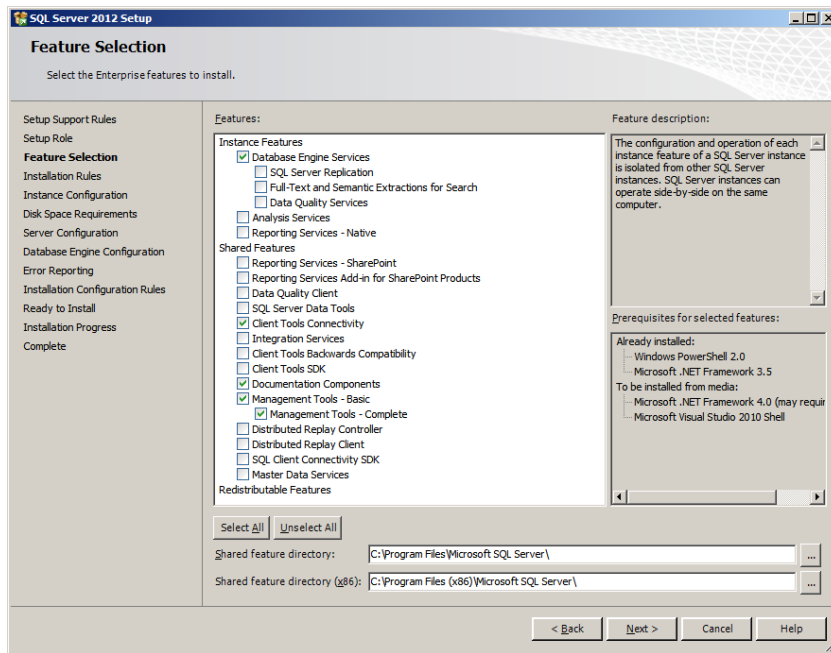 SQL Server 2012 Setup
Feature Selection
Select the Enterprise features to install.
Setup Support Rules
Setup Role
Feature Selection
Installation Rules
Instance Configuration
Disk Space Requirements
Server Configuration
Database Engine Configuration
Error Reporting
Installation Configuration Rules
Ready to Install
Installation Progress
Complete
Features:
Instance Features
Database Engine Services
SQL Server Replication
Full-Text and Semantic Extractions for Search
Data Quality Services
Analysis Services
Reporting Services - Native
Shared Features
Reporting Services - SharePoint
Reporting Services Add-in for SharePoint Products
Data Quality Client
SQL Server Data Tools
Client Tools Connectivity
Integration Services
Client Tools Backwards Compatibility
Client Tools SDK
Documentation Components
Management Tools - Basic
Management Tools - Complete
Distributed Replay Controller
Distributed Replay Client
SQL Client Connectivity SDK
Master Data Services
Redistributable Features
Feature description:
The configuration and operation of each
instance feature of a SQL Server instance
is isolated from other SQL Server
instances. SQL Server instances can
operate side-by-side on the same
computer.
Prerequisites for selected features:
Already installed:
Windows PowerShell 2.0
Microsoft .NET Framework 3.5
To be installed from media:
Microsoft .NET Framework 4.0 (may requir
Microsoft Visual Studio 2010 Shell
Select All
Unselect All
Shared feature directory:
C:\Program Files\Microsoft SQL Server\
...
Shared feature directory (x86):
C:\Program Files (x86)\Microsoft SQL Server\
...
< Back
Next >
Cancel
Help